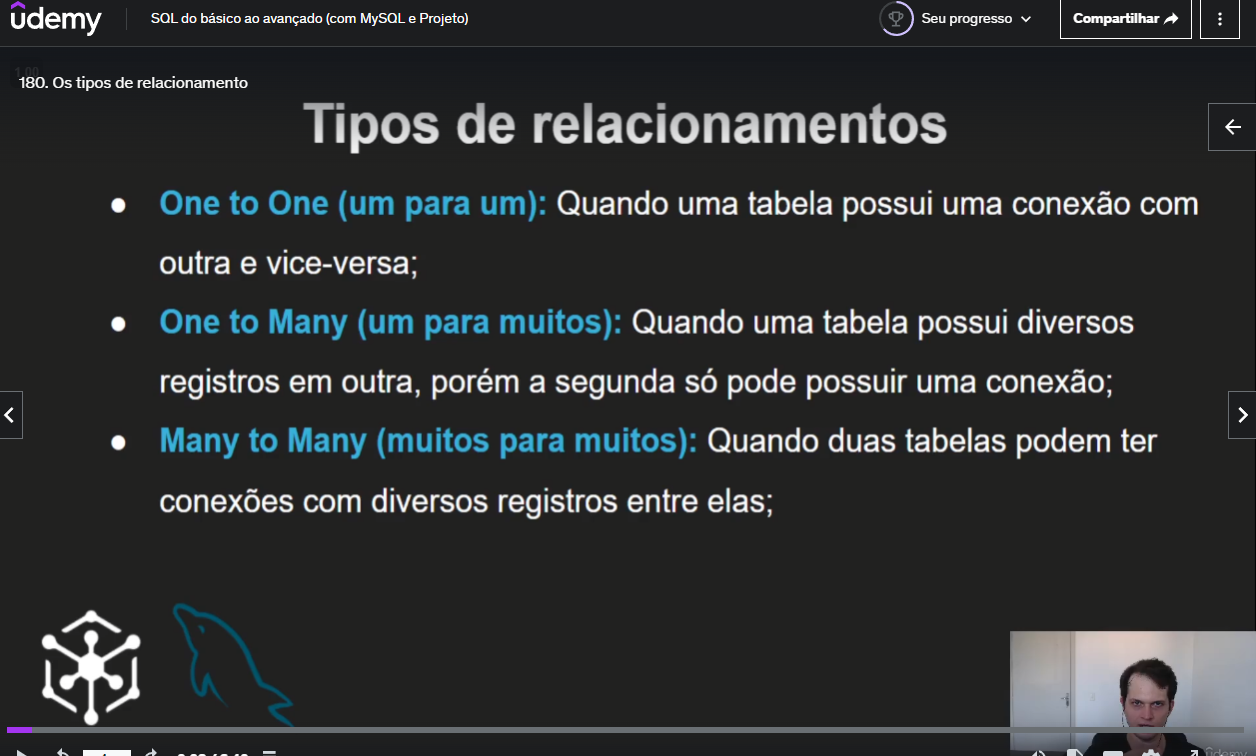 udemy
SQL do básico ao avançado (com MySQL e Projeto)
Seu progresso
Compartilhar
180. Os tipos de relacionamento
Tipos de relacionamentos
● One to One (um para um): Quando uma tabela possui uma conexão com
outra e vice-versa;
● One to Many (um para muitos): Quando uma tabela possui diversos
registros em outra, porém a segunda só pode possuir uma conexão;
● Many to Many (muitos para muitos): Quando duas tabelas podem ter
conexões com diversos registros entre elas;
udemy